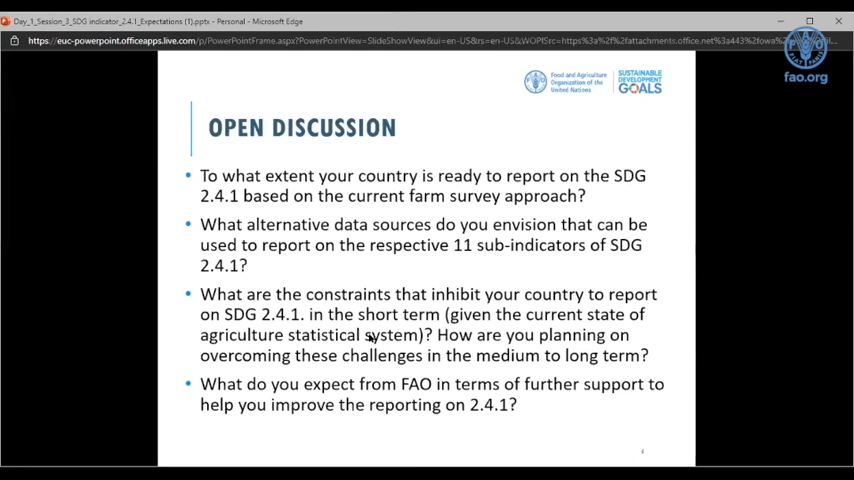 Day_1_Session_3_SDG indicator_2.4.1_Expectations (1).pptx - Personal - Microsoft Edge
https://euc-powerpoint.officeapps.live.com/p/PowerPointFrame.aspx?PowerPointView=SlideShowView&ui=en-US&rs=en-US&WOPISrc=https%3a%2f%2fattachments.office.net%3a443%2fowa%
fao.org
Food and Agriculture
Organization of the
United Nations
SUSTAINABLE
DEVELOPMENT
GOALS
OPEN DISCUSSION
• To what extent your country is ready to report on the SDG
2.4.1 based on the current farm survey approach?
• What alternative data sources do you envision that can be
used to report on the respective 11 sub-indicators of SDG
2.4.1?
• What are the constraints that inhibit your country to report
on SDG 2.4.1. in the short term (given the current state of
agriculture statistical system)? How are you planning on
overcoming these challenges in the medium to long term?
• What do you expect from FAO in terms of further support to
help you improve the reporting on 2.4.1?